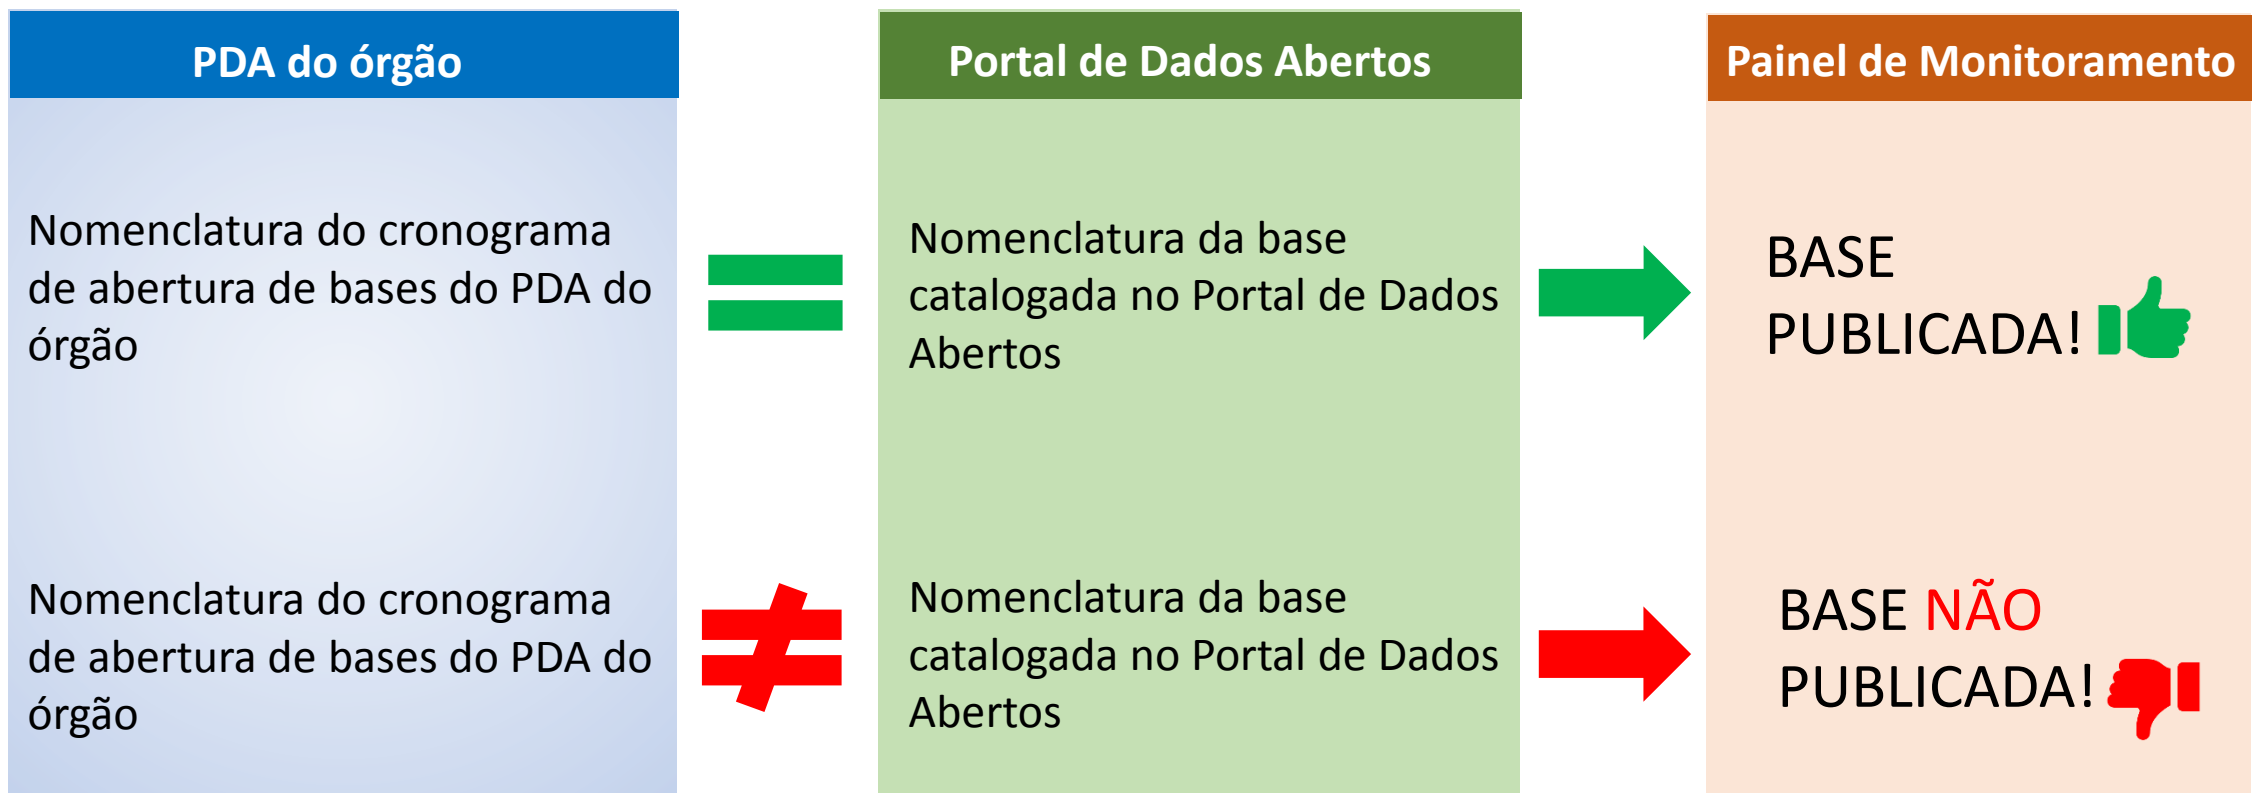 PDA do órgão
Portal de Dados Abertos
Painel de Monitoramento
Nomenclatura do cronograma
de abertura de bases do PDA do
órgão
Nomenclatura da base
catalogada no Portal de Dados
Abertos
BASE
PUBLICADA!
Nomenclatura do cronograma
de abertura de bases do PDA do
órgão
Nomenclatura da base
catalogada no Portal de Dados
Abertos
BASE NÃO
PUBLICADA!